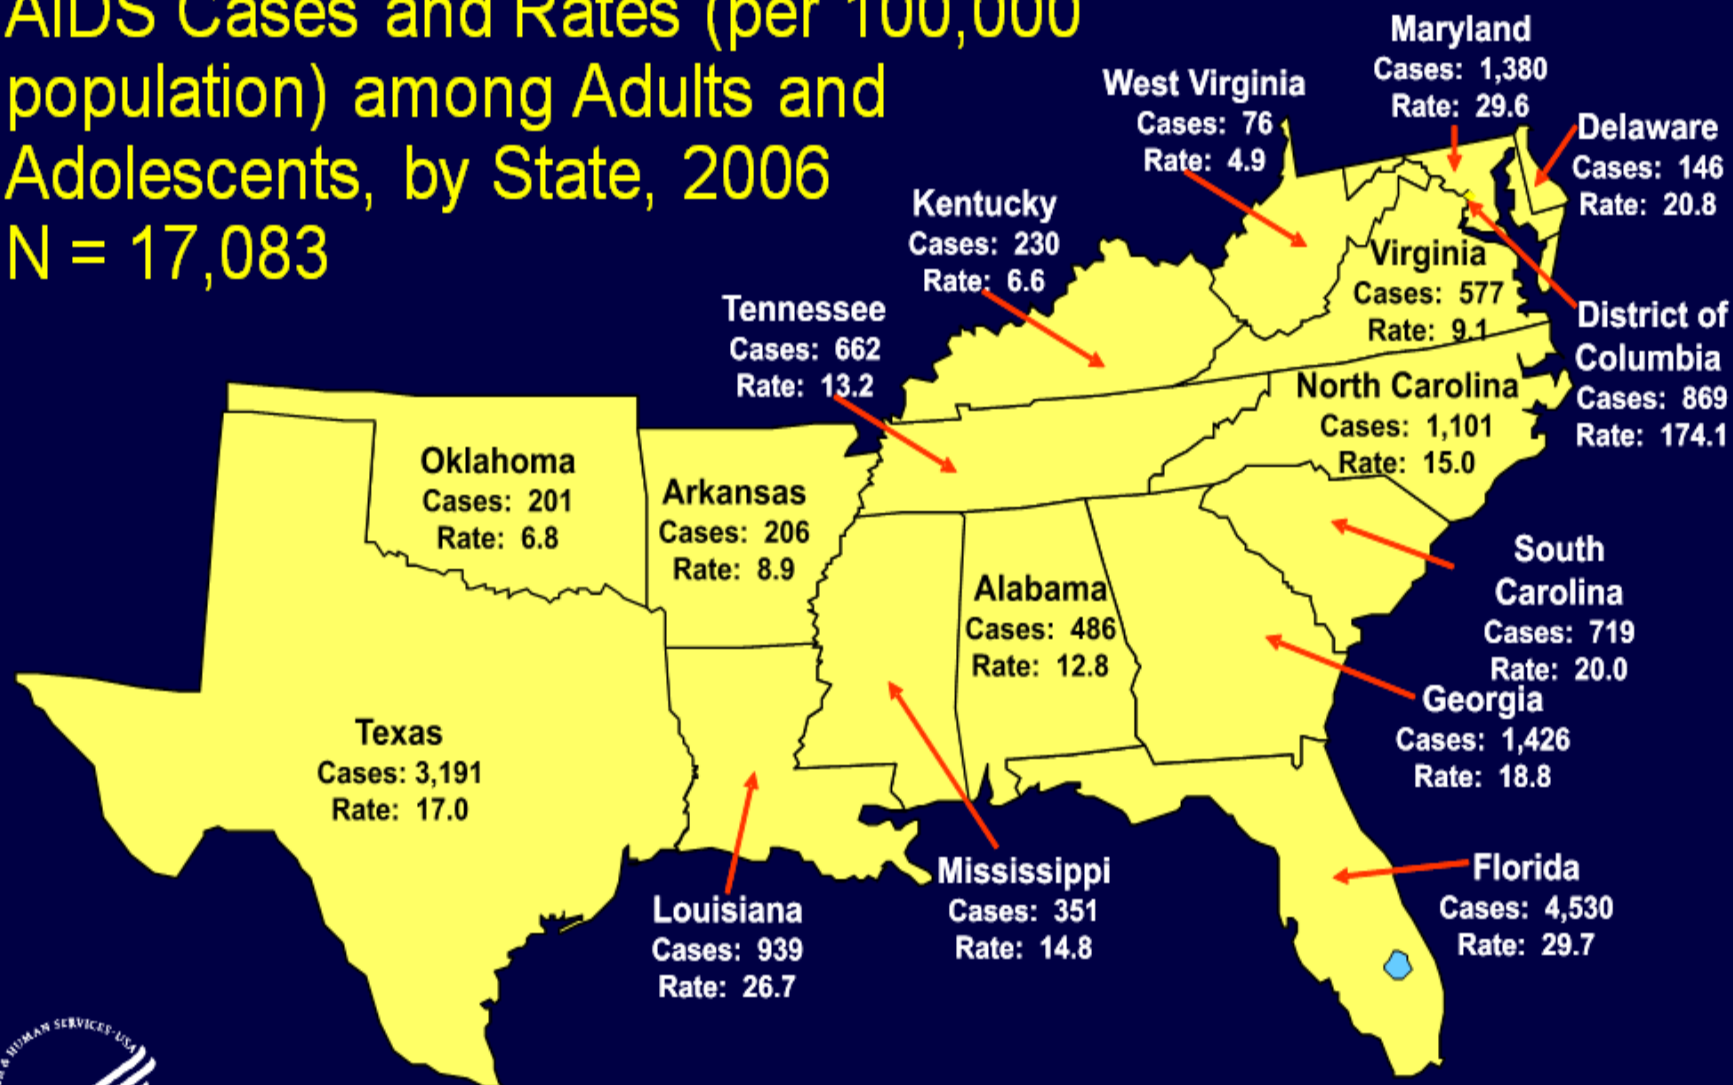 AIDS Cases and Rates (per 100,000
population) among Adults and
Adolescents, by State, 2006
N = 17,083
Maryland
Cases: 1,380
Rate: 29.6
West Virginia
Cases: 76
Rate: 4.9
Delaware
Cases: 146
Rate: 20.8
Kentucky
Cases: 230
Rate: 6.6
Virginia
Cases: 577
Rate: 9.1
District of
Columbia
Cases: 869
Rate: 174.1
Tennessee
Cases: 662
Rate: 13.2
North Carolina
Cases: 1,101
Rate: 15.0
Oklahoma
Cases: 201
Rate: 6.8
Arkansas
Cases: 206
Rate: 8.9
South
Carolina
Cases: 719
Rate: 20.0
Alabama
Cases: 486
Rate: 12.8
Georgia
Cases: 1,426
Rate: 18.8
Texas
Cases: 3,191
Rate: 17.0
Mississippi
Cases: 351
Rate: 14.8
Florida
Cases: 4,530
Rate: 29.7
Louisiana
Cases: 939
Rate: 26.7
& HUMAN SERVICES·USA